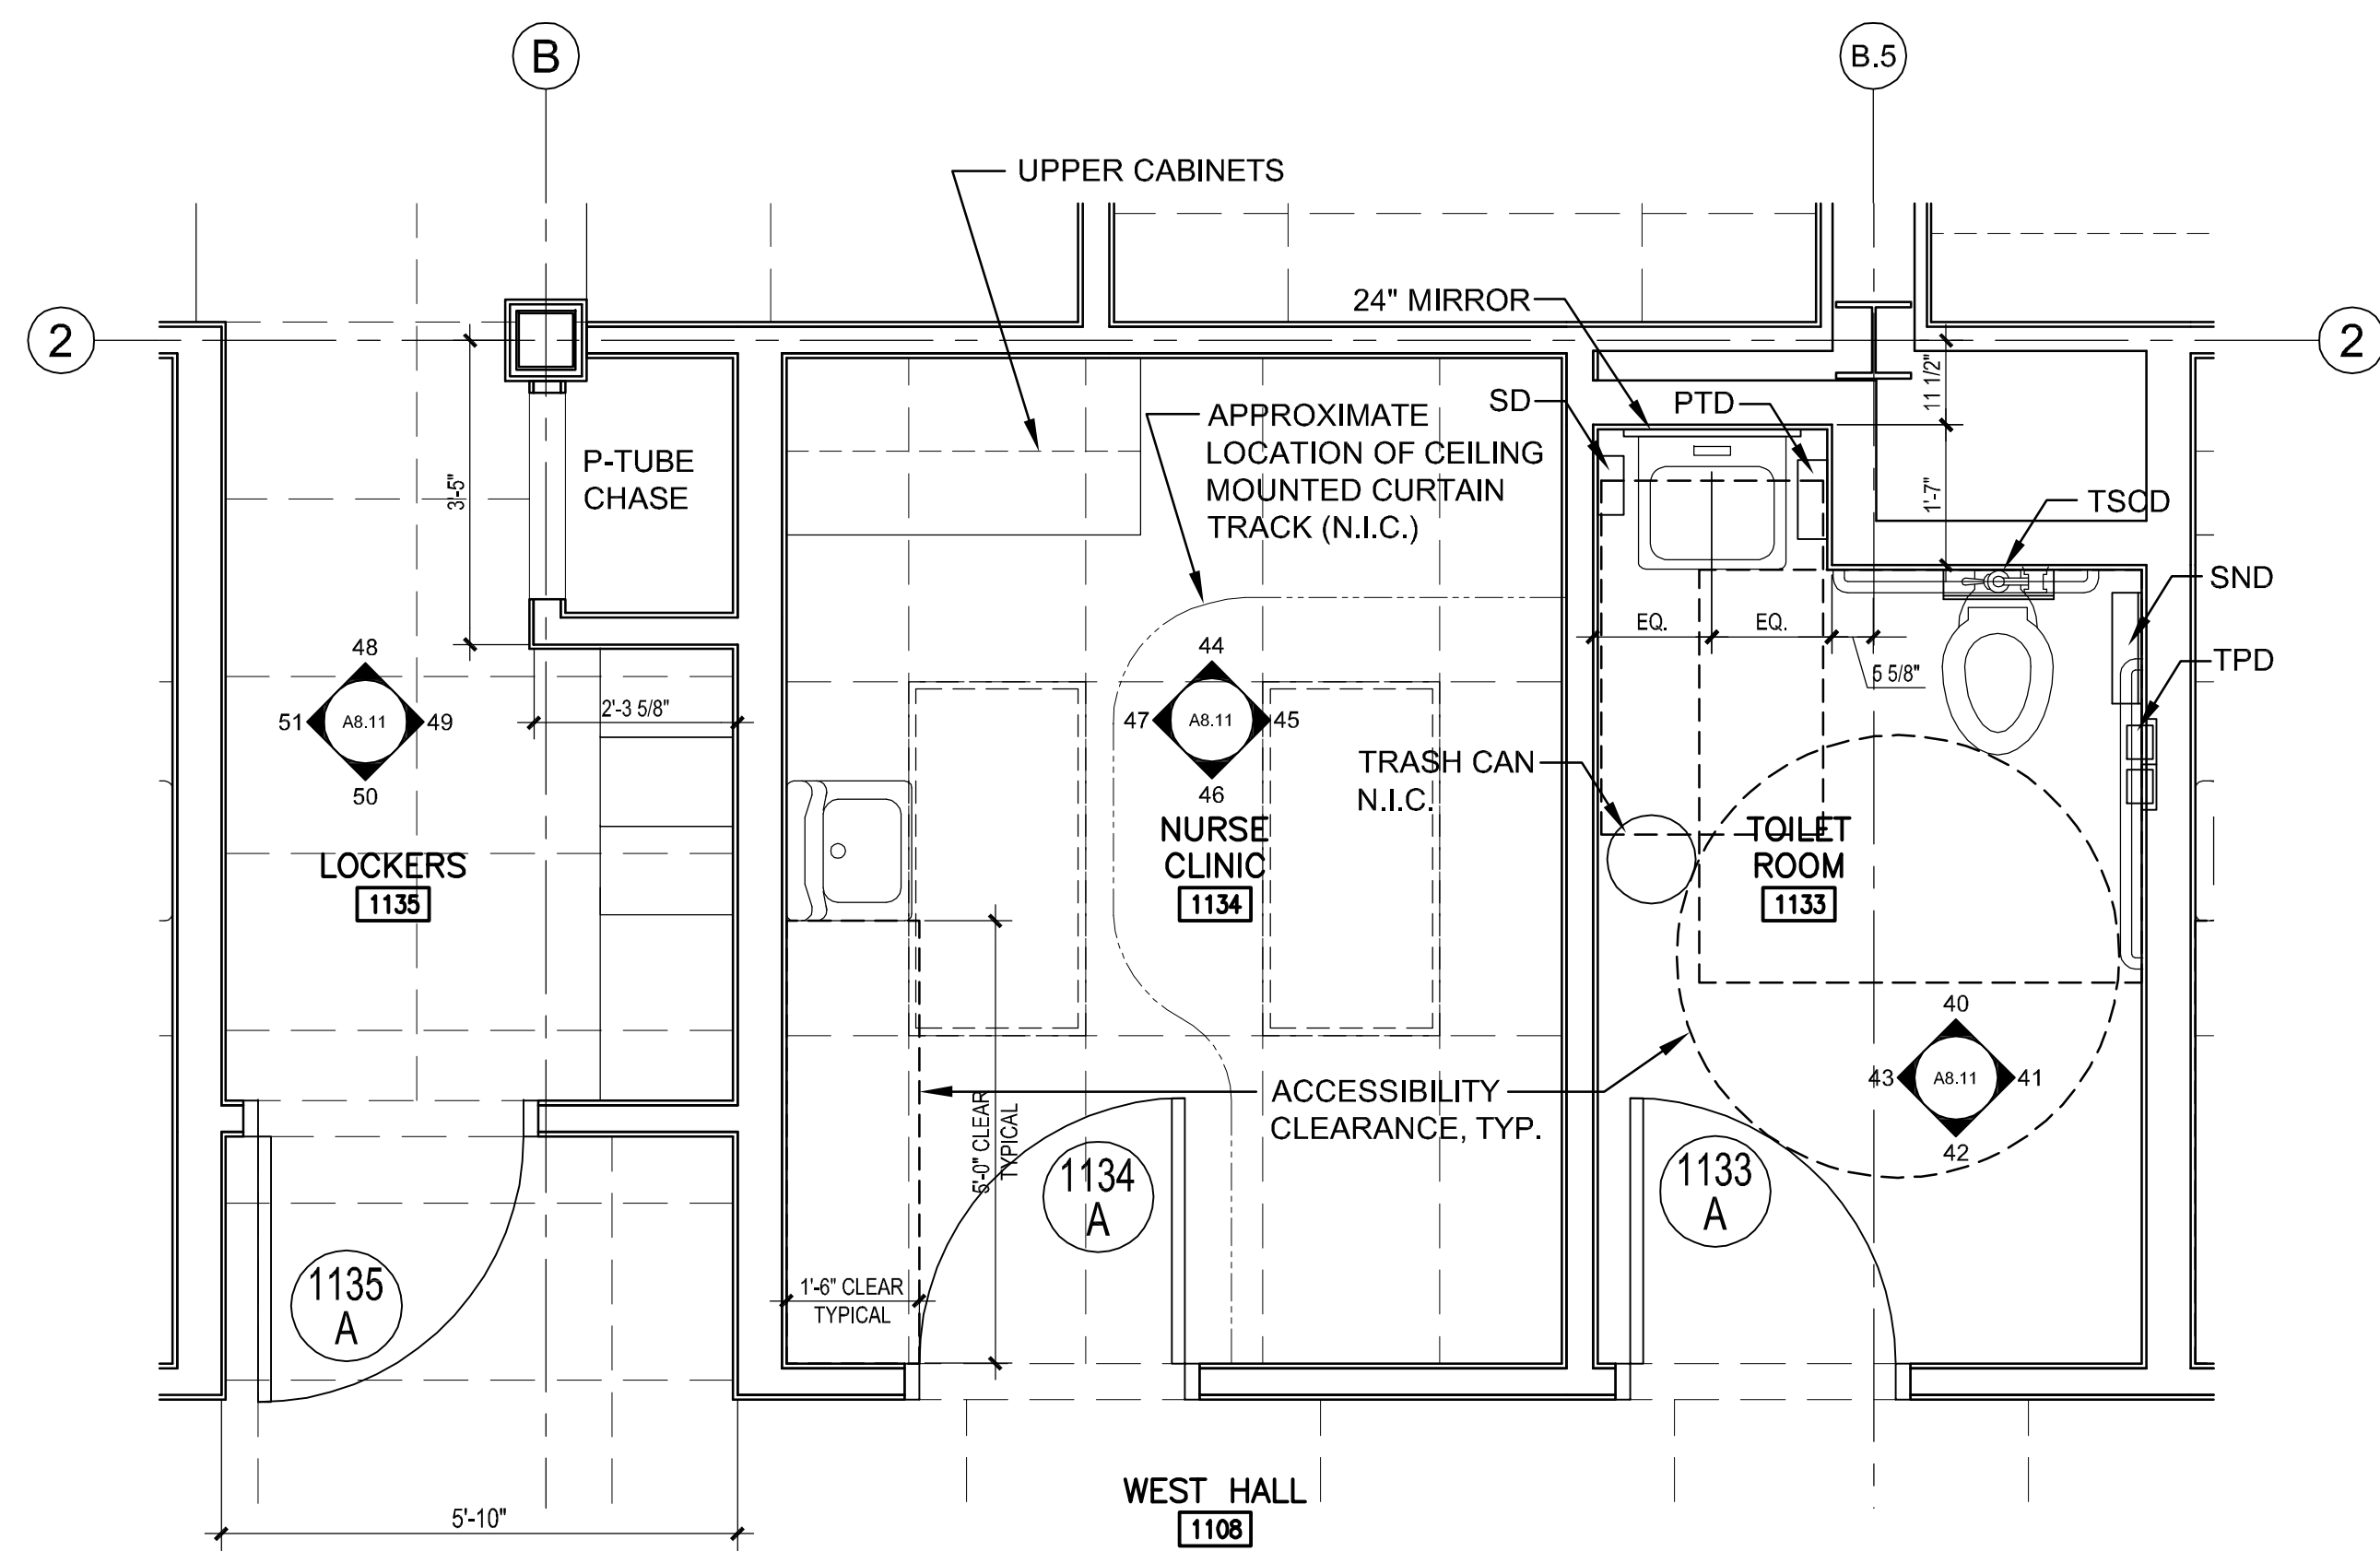 B
B.5
UPPER CABINETS
24" MIRROR
2
2
SD
PTD
11 1/2"
APPROXIMATE
LOCATION OF CEILING
MOUNTED CURTAIN
TRACK (N.I.C.)
P-TUBE
CHASE
3'-5"
1'-7"
TSCD
SND
EQ.
EQ.
5 5/8"
TPD
48
51
A8.11
49
50
2'-3 5/8"
44
47
A8.11
45
46
TRASH CAN
N.I.C.
LOCKERS
1135
NURSE
CLINIC
1134
TOILET
ROOM
1133
40
43
A8.11
41
42
ACCESSIBILITY
CLEARANCE, TYP.
5'-0" CLEAR
TYPICAL
1134
A
1133
A
1135
A
1'-6" CLEAR
TYPICAL
WEST HALL
1108
5'-10"